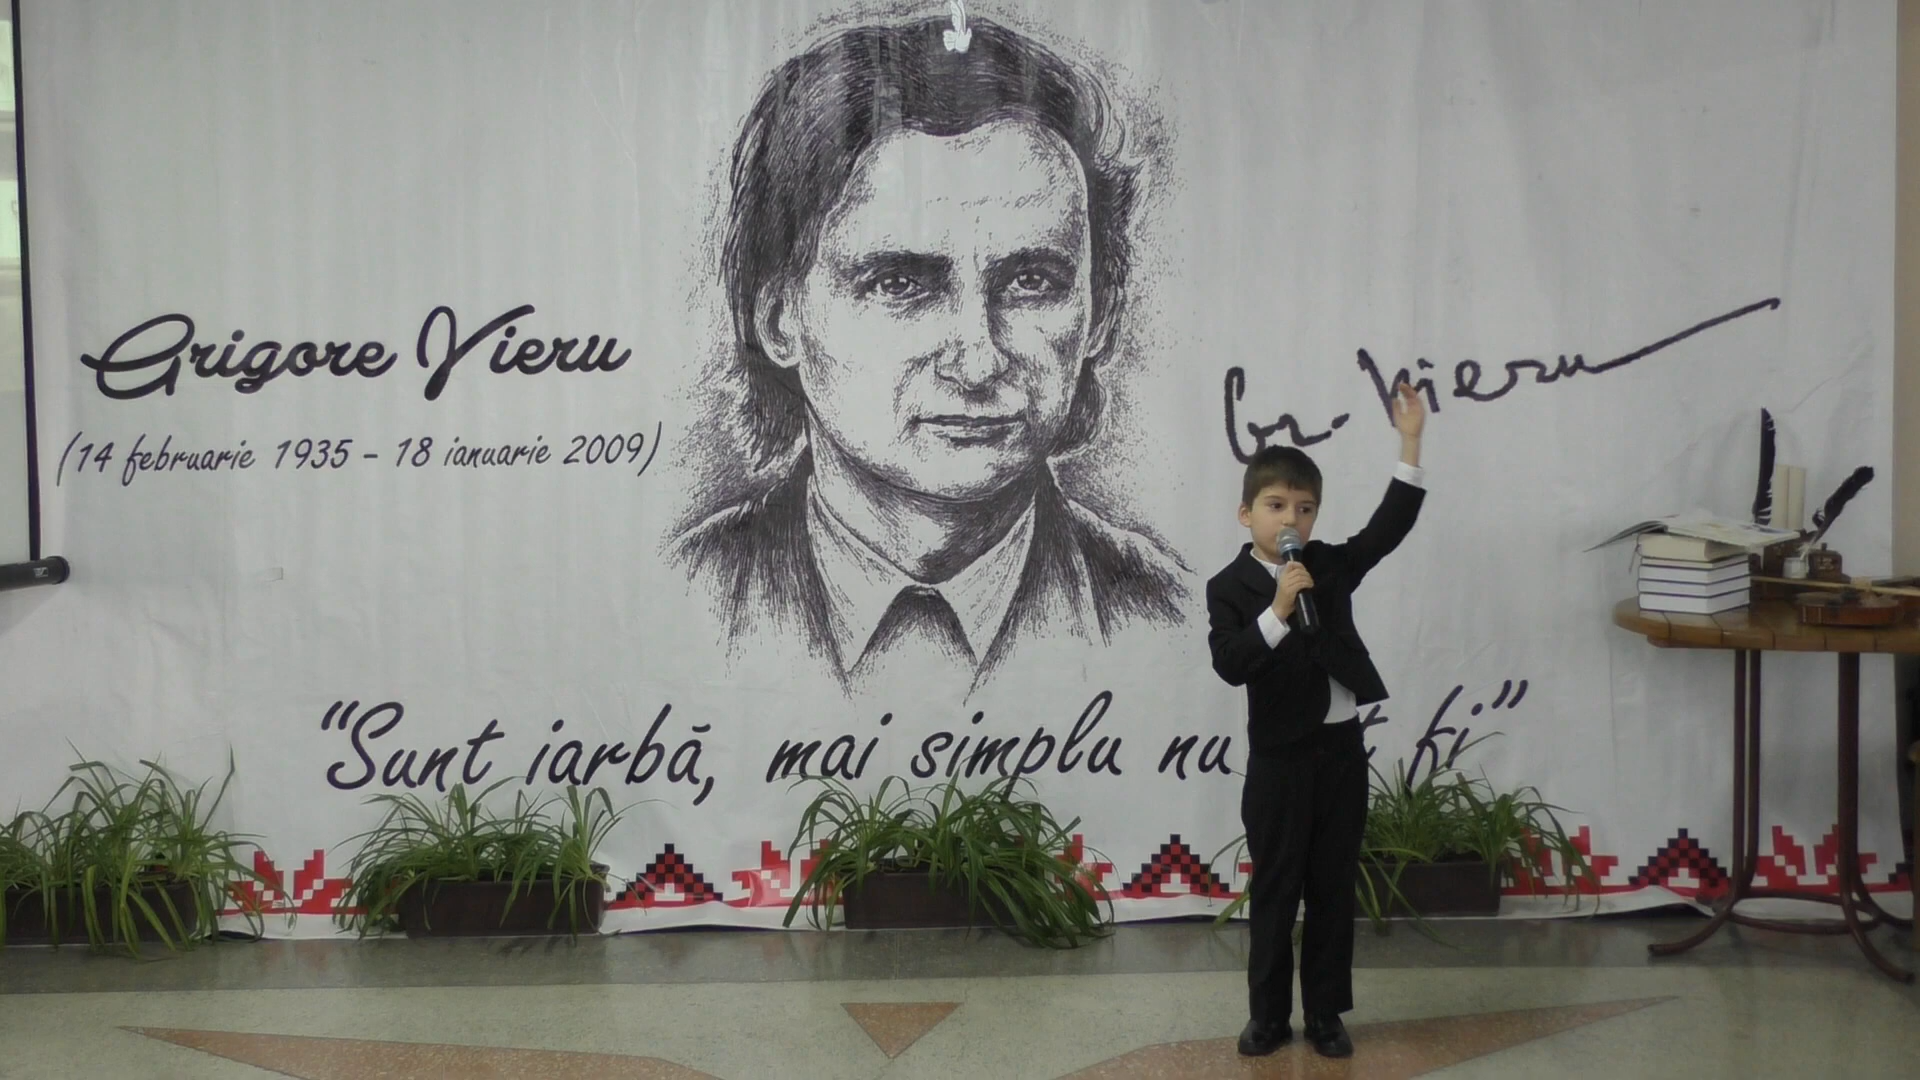 Grigore Vieru
(14 februarie 1935 - 18 ianuarie 2009)
Gr. Vieru
“Sunt iarbă, mai simplu nu fi”